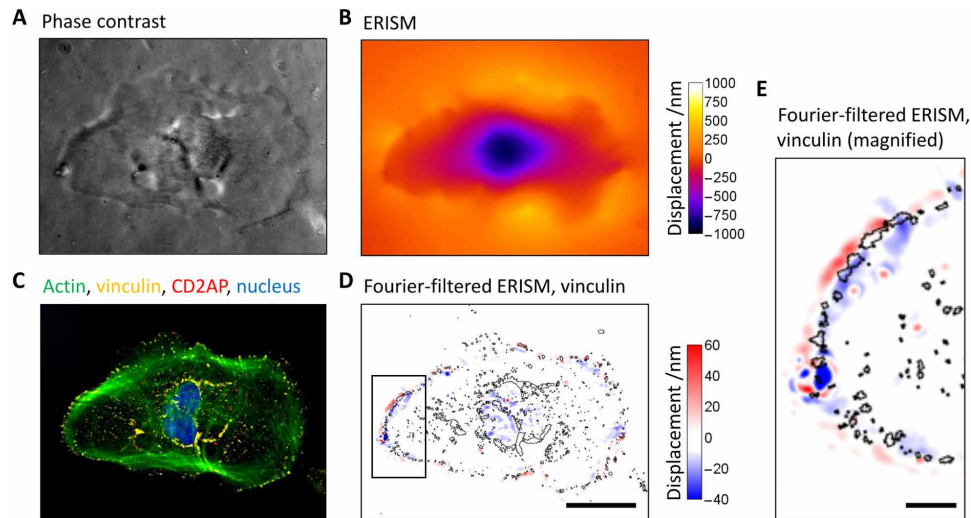 A Phase contrast
B ERISM
Displacement /nm
1000
750
500
250
0
−250
−500
−750
−1000
C Actin, vinculin, CD2AP, nucleus
D Fourier-filtered ERISM, vinculin
Displacement /nm
60
40
20
0
−20
−40
E
Fourier-filtered ERISM,
vinculin (magnified)